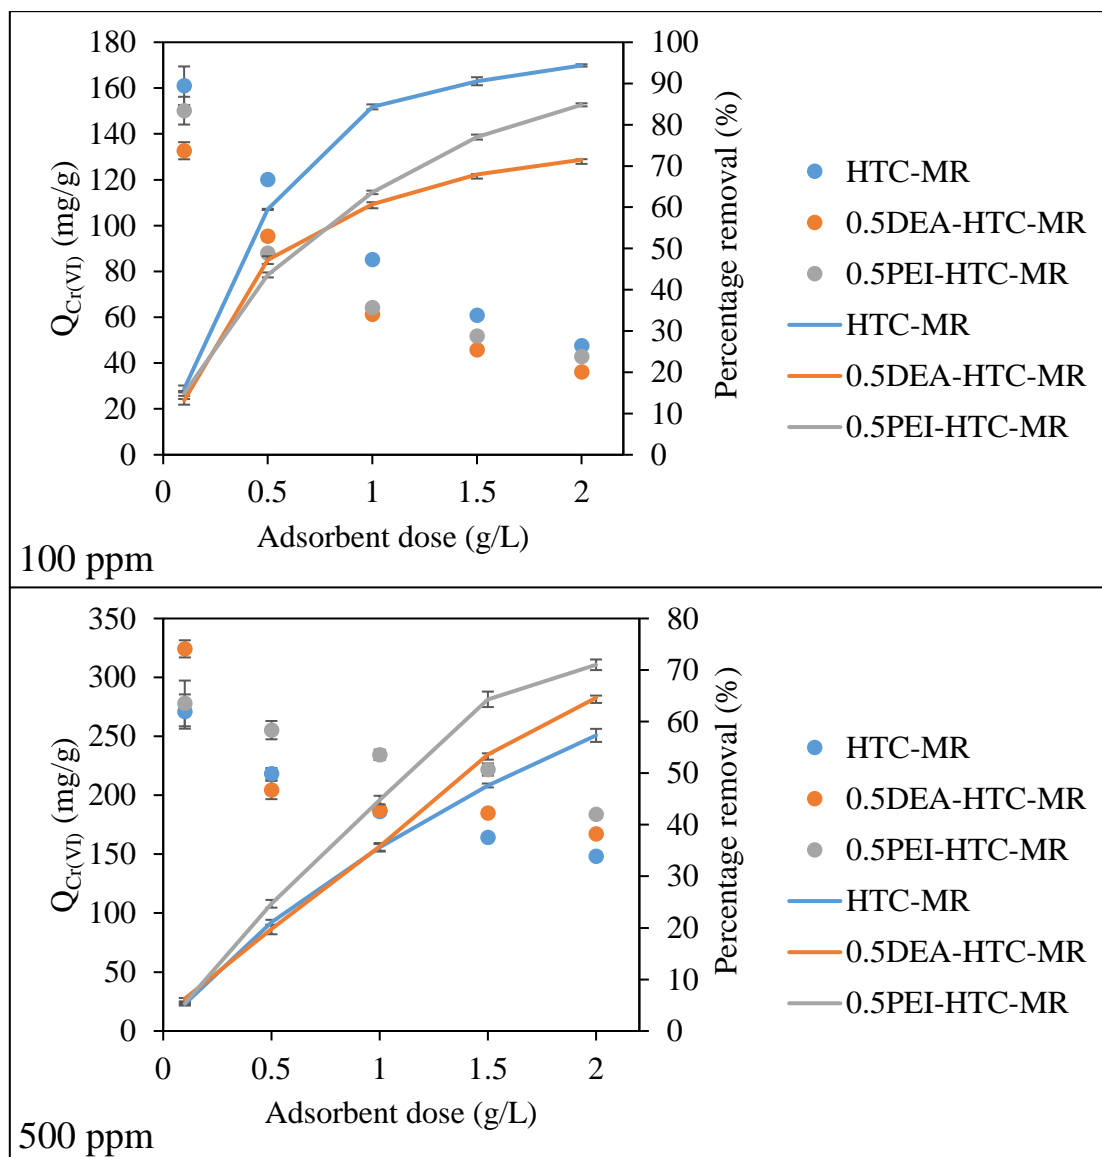 180
160
140
120
100
80
60
40
20
0
Q_Cr(VI) (mg/g)
100
90
80
70
60
50
40
30
20
10
0
Percentage removal (%)
0 0.5 1 1.5 2
Adsorbent dose (g/L)
HTC-MR
0.5DEA-HTC-MR
0.5PEI-HTC-MR
HTC-MR
0.5DEA-HTC-MR
0.5PEI-HTC-MR
100 ppm
350
300
250
200
150
100
50
0
Q_Cr(VI) (mg/g)
80
70
60
50
40
30
20
10
0
Percentage removal (%)
0 0.5 1 1.5 2
Adsorbent dose (g/L)
HTC-MR
0.5DEA-HTC-MR
0.5PEI-HTC-MR
HTC-MR
0.5DEA-HTC-MR
0.5PEI-HTC-MR
500 ppm